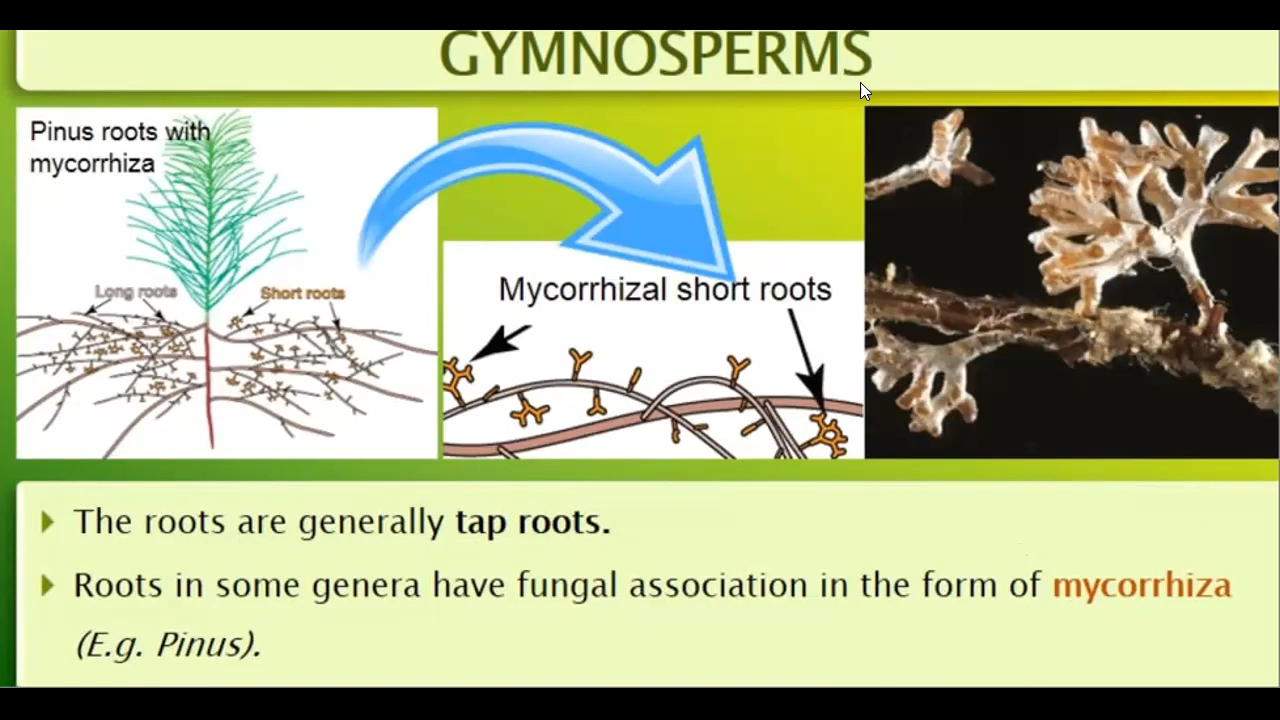 GYMNOSPERMS
Pinus roots with
mycorrhiza
Long roots
Short roots
Mycorrhizal short roots
The roots are generally tap roots.
Roots in some genera have fungal association in the form of mycorrhiza
(E.g. Pinus).